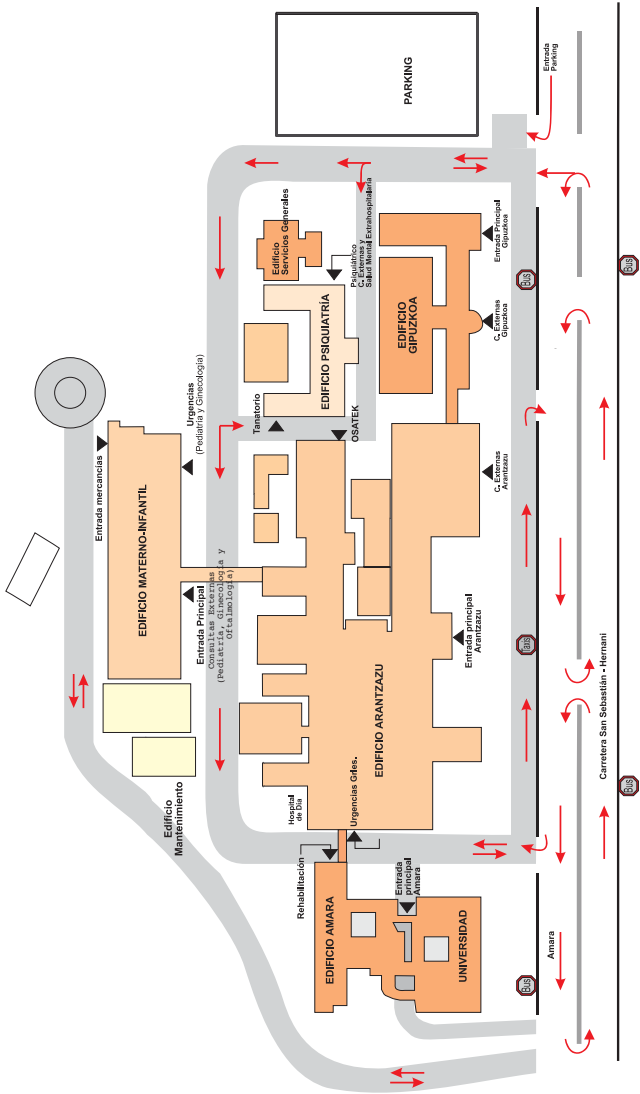 PARKING
Entrada
Parking
Edificio
Servicios Generales
Psiquiátrico
C. Externas y
Salud Mental Extrahospitalaria
EDIFICIO PSIQUIATRÍA
EDIFICIO
GIPUZKOA
Entrada Principal
Gipuzkoa
C. Externas
Gipuzkoa
Bus
Bus
Urgencias
(Pediatría y Ginecología)
Tanatorio
OSATEK
Entrada mercancías
EDIFICIO MATERNO-INFANTIL
Entrada Principal
Consultas Externas
(Pediatría, Ginecología y
Oftalmología)
C. Externas
Arantzazu
Entrada principal
Arantzazu
Taxis
EDIFICIO ARANTZAZU
Carretera San Sebastián - Hernani
Edificio
Mantenimiento
Hospital
de Día
Urgencias Grles.
Bus
Rehabilitación
EDIFICIO AMARA
Entrada
principal
Amara
UNIVERSIDAD
Amara
Bus